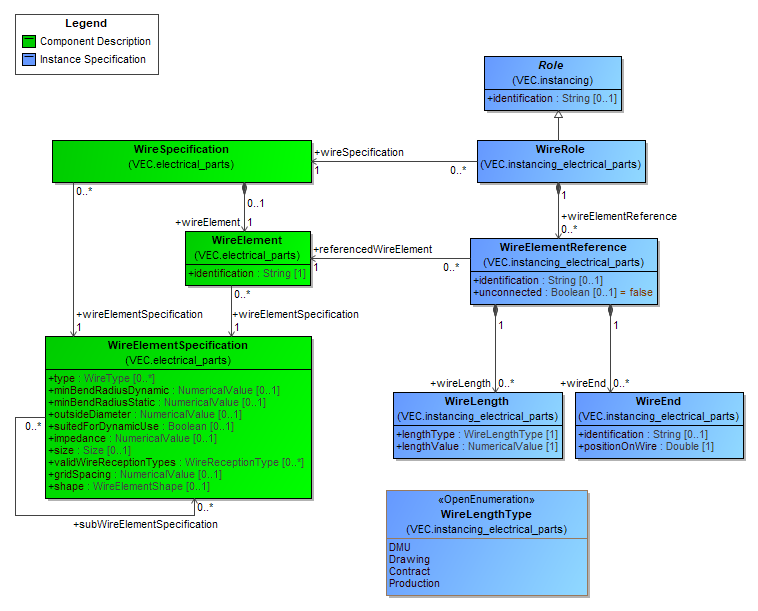 Legend
Component Description
Instance Specification
Role
(VEC.instancing)
+identification : String [0..1]
WireSpecification
(VEC.electrical_parts)
+wireSpecification
1
0..*
WireRole
(VEC.instancing_electrical_parts)
0..*
0..1
+wireElement
1
1
+wireElementReference
0..*
WireElement
(VEC.electrical_parts)
+identification : String [1]
+referencedWireElement
1
0..*
WireElementReference
(VEC.instancing_electrical_parts)
+identification : String [0..1]
+unconnected : Boolean [0..1] = false
0..*
+wireElementSpecification
1
+wireElementSpecification
1
1
1
WireElementSpecification
(VEC.electrical_parts)
+type : WireType [0..*]
+minBendRadiusDynamic : NumericalValue [0..1]
+minBendRadiusStatic : NumericalValue [0..1]
+outsideDiameter : NumericalValue [0..1]
+suitedForDynamicUse : Boolean [0..1]
+impedance : NumericalValue [0..1]
+size : Size [0..1]
+validWireReceptionTypes : WireReceptionType [0..*]
+gridSpacing : NumericalValue [0..1]
+shape : WireElementShape [0..1]
0..*
0..*
+subWireElementSpecification
+wireLength
0..*
+wireEnd
0..*
WireLength
(VEC.instancing_electrical_parts)
+lengthType : WireLengthType [1]
+lengthValue : NumericalValue [1]
WireEnd
(VEC.instancing_electrical_parts)
+identification : String [0..1]
+positionOnWire : Double [1]
«OpenEnumeration»
WireLengthType
(VEC.instancing_electrical_parts)
DMU
Drawing
Contract
Production